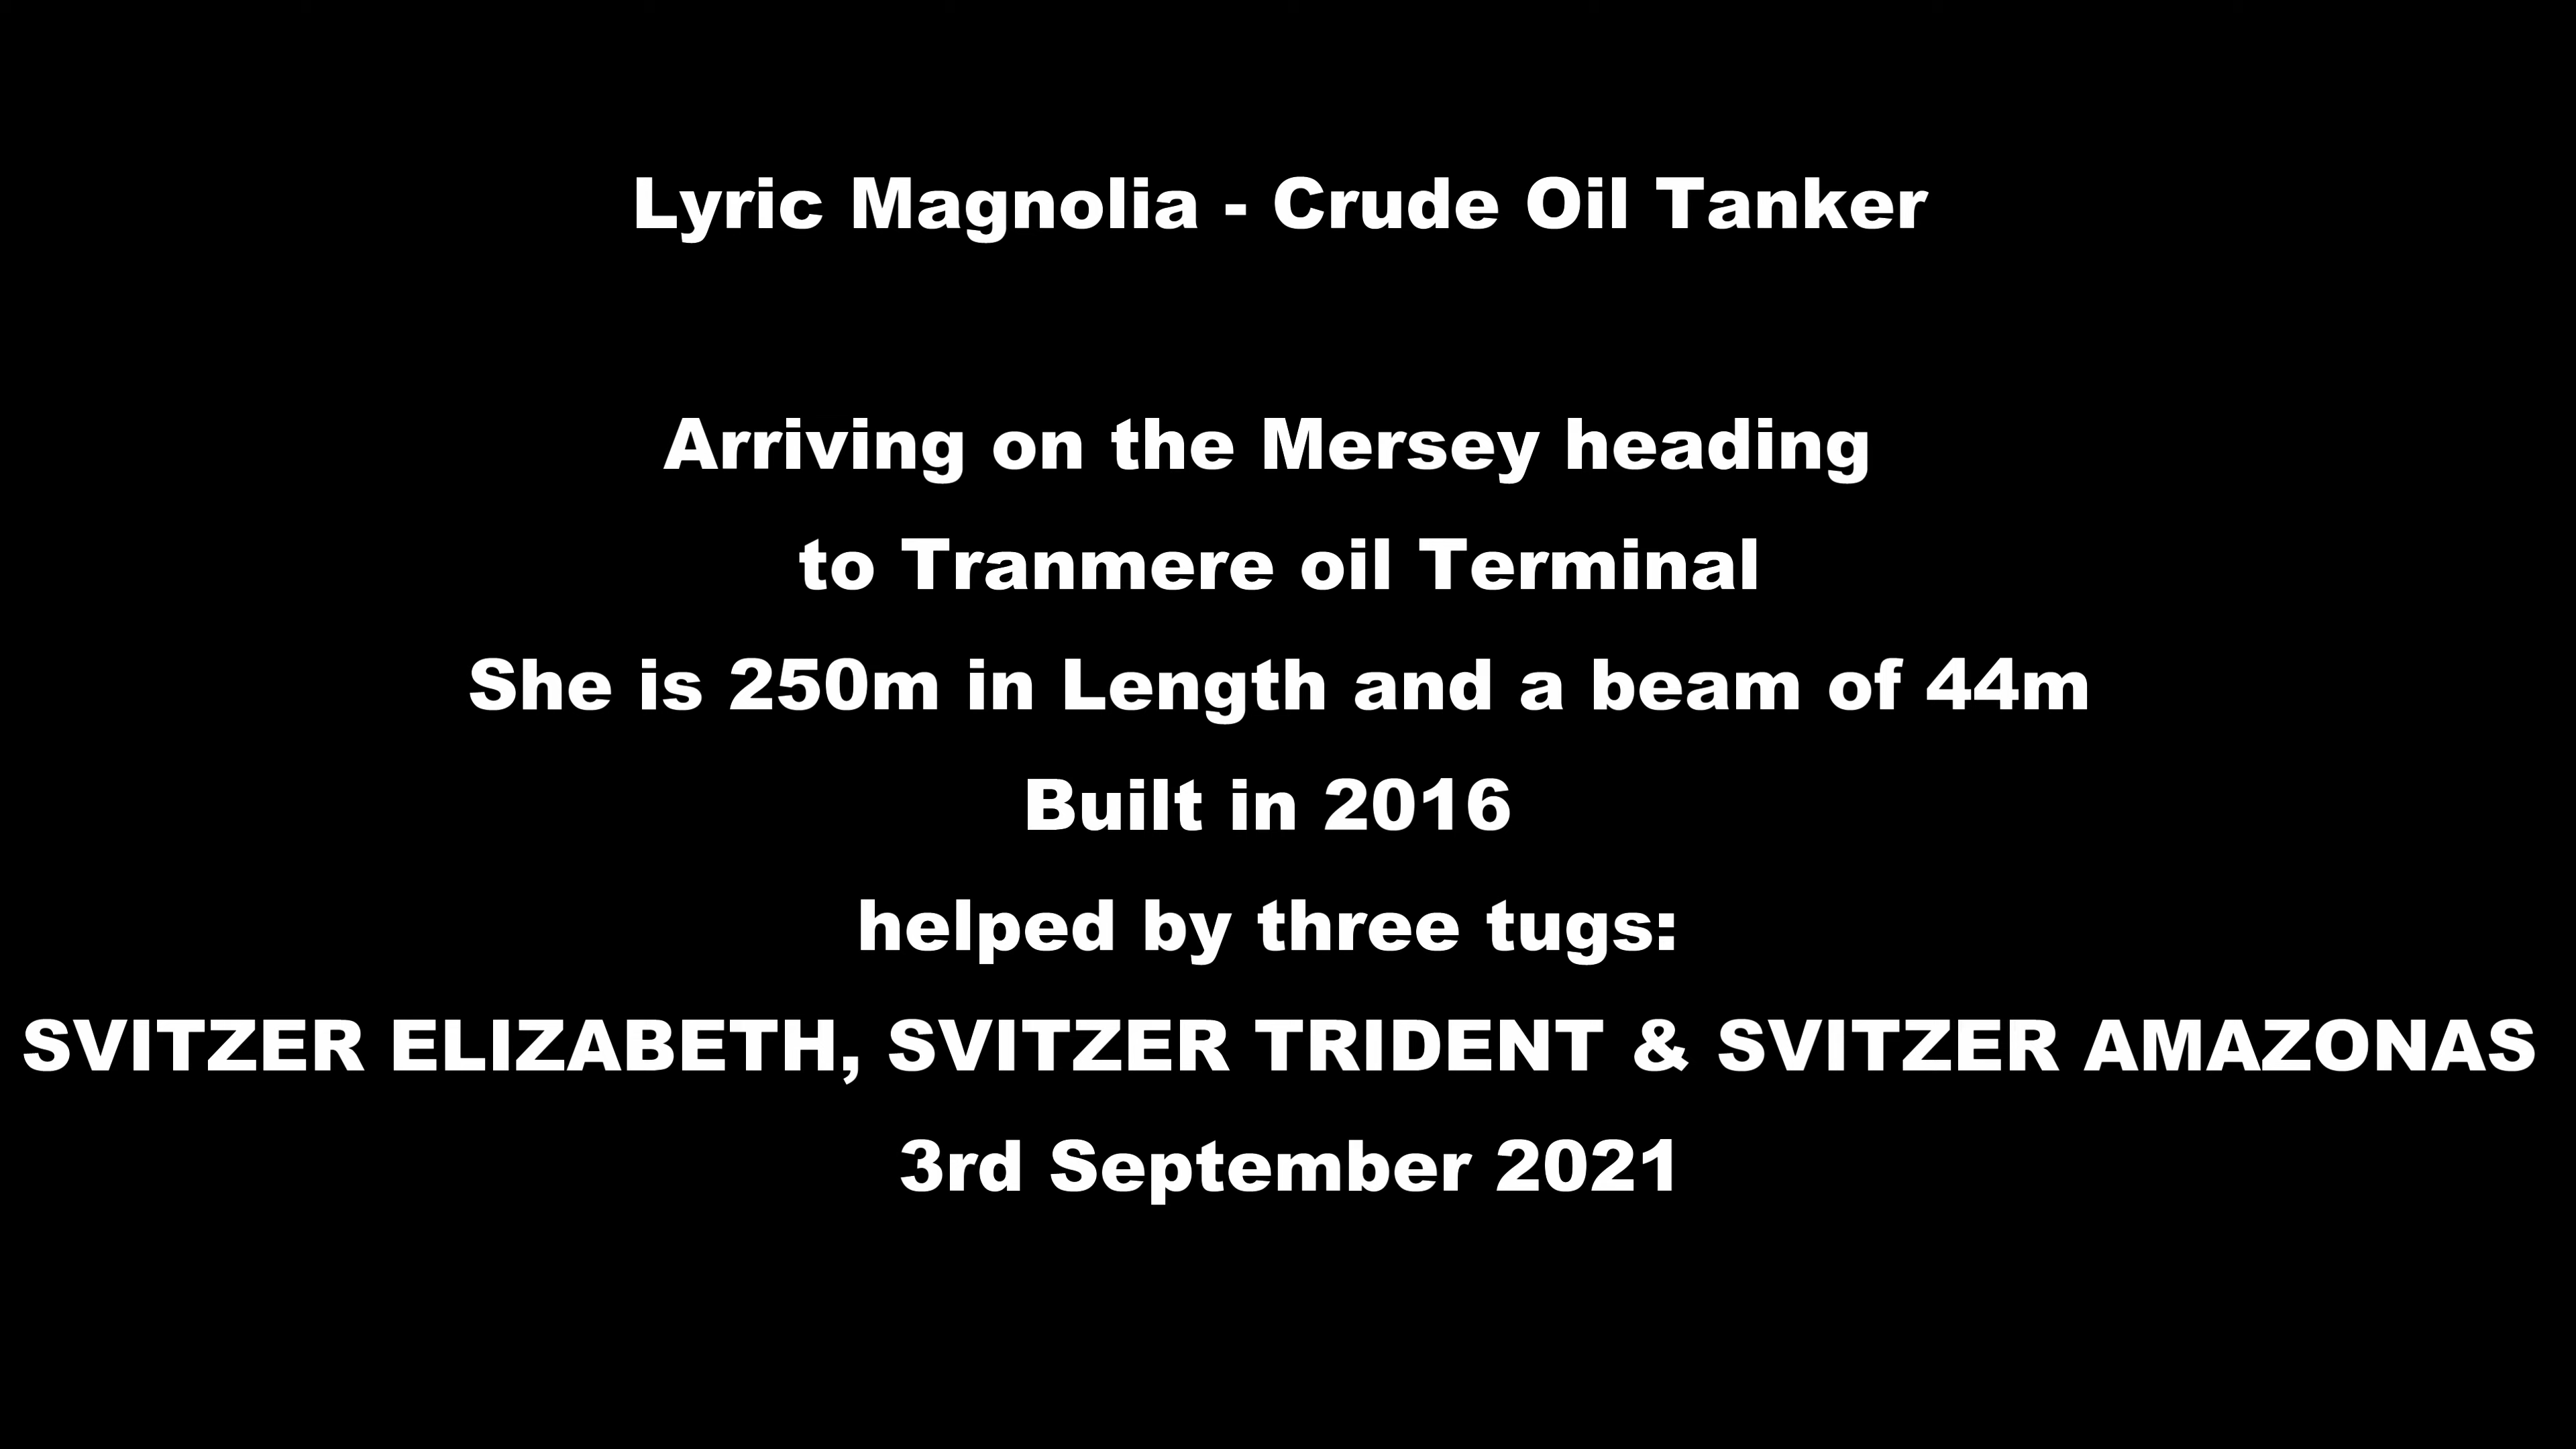 Lyric Magnolia - Crude Oil Tanker
Arriving on the Mersey heading
to Tranmere oil Terminal
She is 250m in Length and a beam of 44m
Built in 2016
helped by three tugs:
SVITZER ELIZABETH, SVITZER TRIDENT & SVITZER AMAZONAS
3rd September 2021